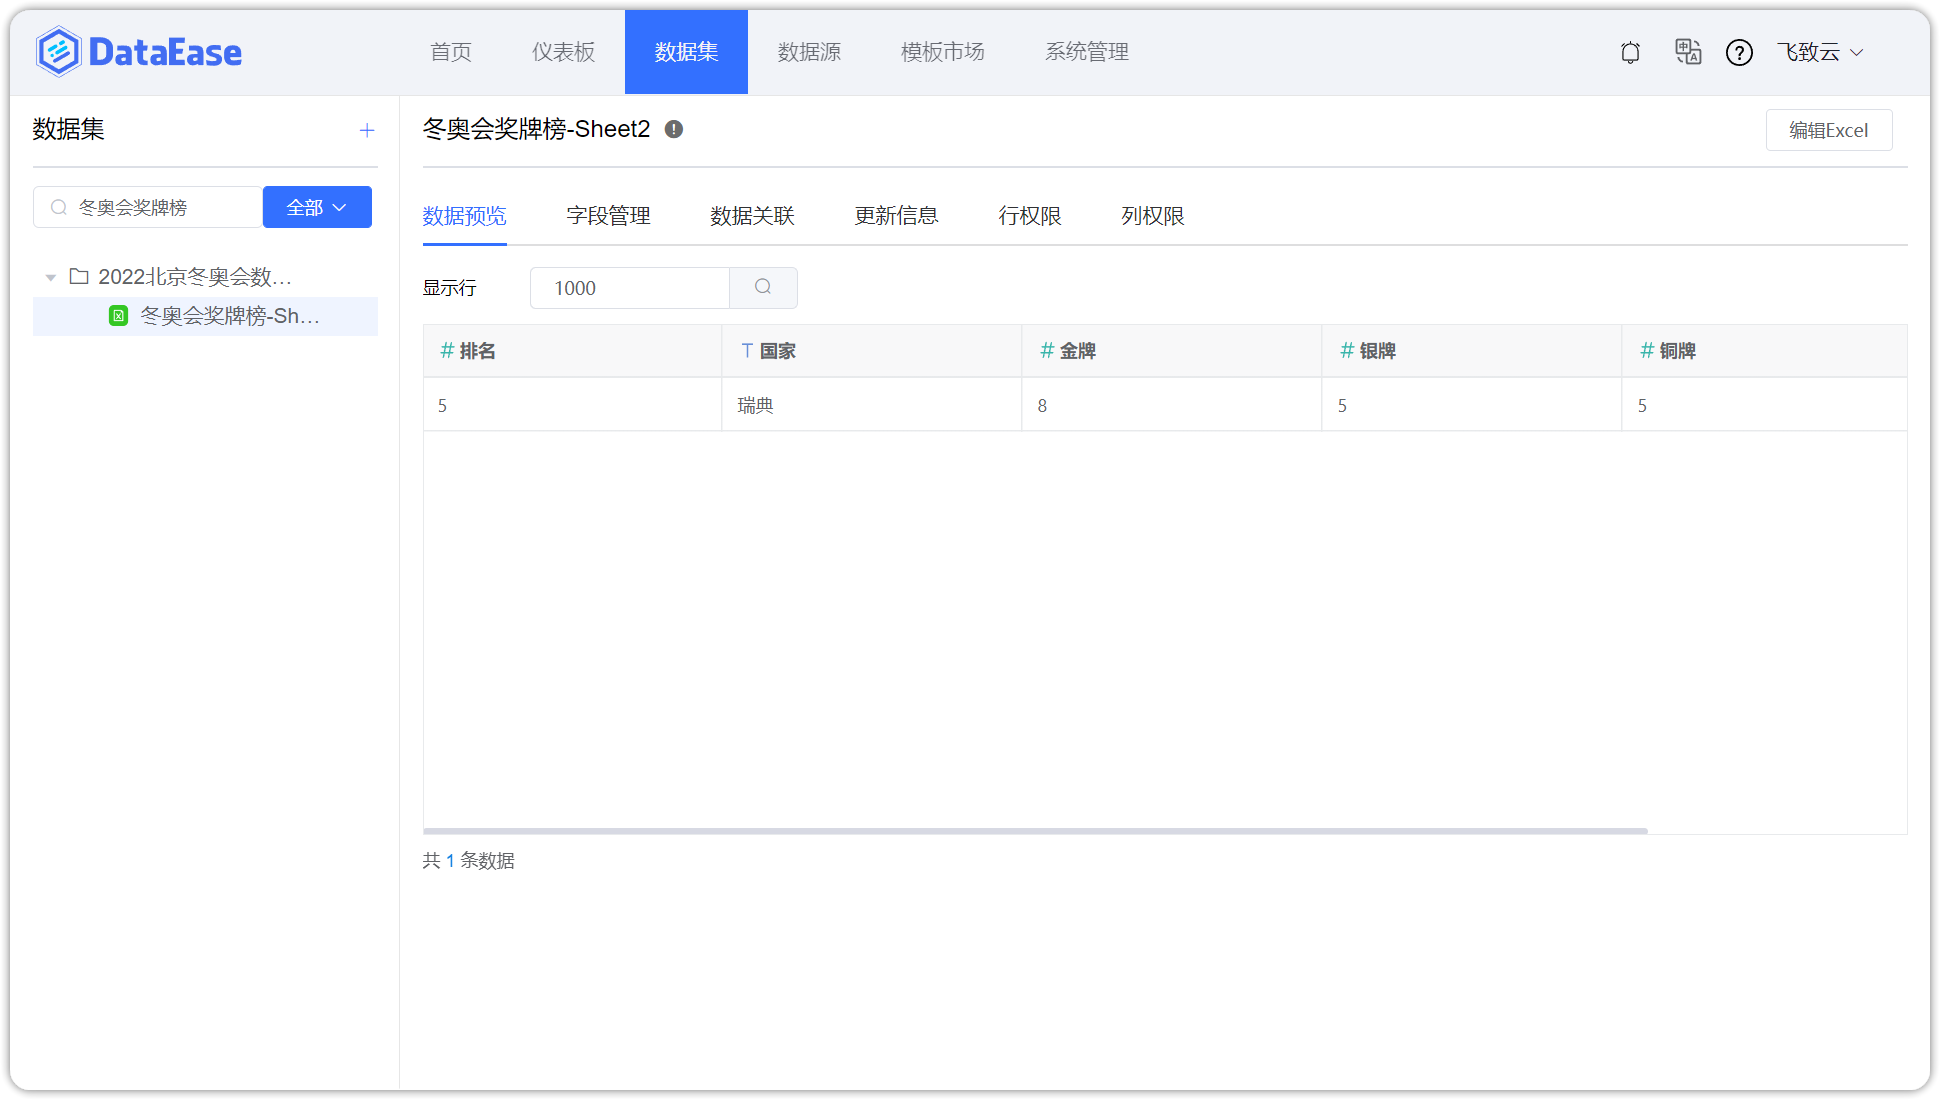 DataEase 首页 仪表板 数据集 数据源 模板市场 系统管理 中 A ? 飞致云
数据集 +
冬奥会奖牌榜 全部
2022北京冬奥会数...
冬奥会奖牌榜-Sh...
冬奥会奖牌榜-Sheet2 ! 编辑Excel
数据预览 字段管理 数据关联 更新信息 行权限 列权限
显示行 1000
# 排名 T 国家 # 金牌 # 银牌 # 铜牌
5 瑞典 8 5 5
共 1 条数据